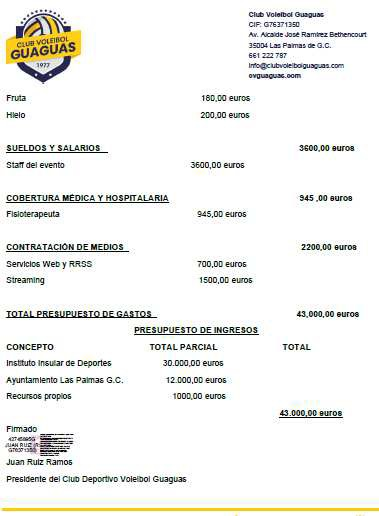 CLUB VOLEIBOL
GUAGUAS
1977
Club Voleibol Guaguas
CIF: G76371350
Av. Alcalde José Ramírez Bethencourt
35004 Las Palmas de G.C.
661 222 787
info@clubvoleibolguaguas.com
cvguaguas.com
Fruta 180,00 euros
Hielo 200,00 euros
SUELDOS Y SALARIOS 3600,00 euros
Staff del evento 3600,00 euros
COBERTURA MÉDICA Y HOSPITALARIA 945 ,00 euros
Fisioterapeuta 945,00 euros
CONTRATACIÓN DE MEDIOS 2200,00 euros
Servicios Web y RRSS 700,00 euros
Streaming 1500,00 euros
TOTAL PRESUPUESTO DE GASTOS 43,000,00 euros
PRESUPUESTO DE INGRESOS
CONCEPTO TOTAL PARCIAL TOTAL
Instituto Insular de Deportes 30.000,00 euros
Ayuntamiento Las Palmas G.C. 12.000,00 euros
Recursos propios 1000,00 euros
43.000,00 euros
Firmado
JUAN RUIZ
Juan Ruiz Ramos
Presidente del Club Deportivo Voleibol Guaguas